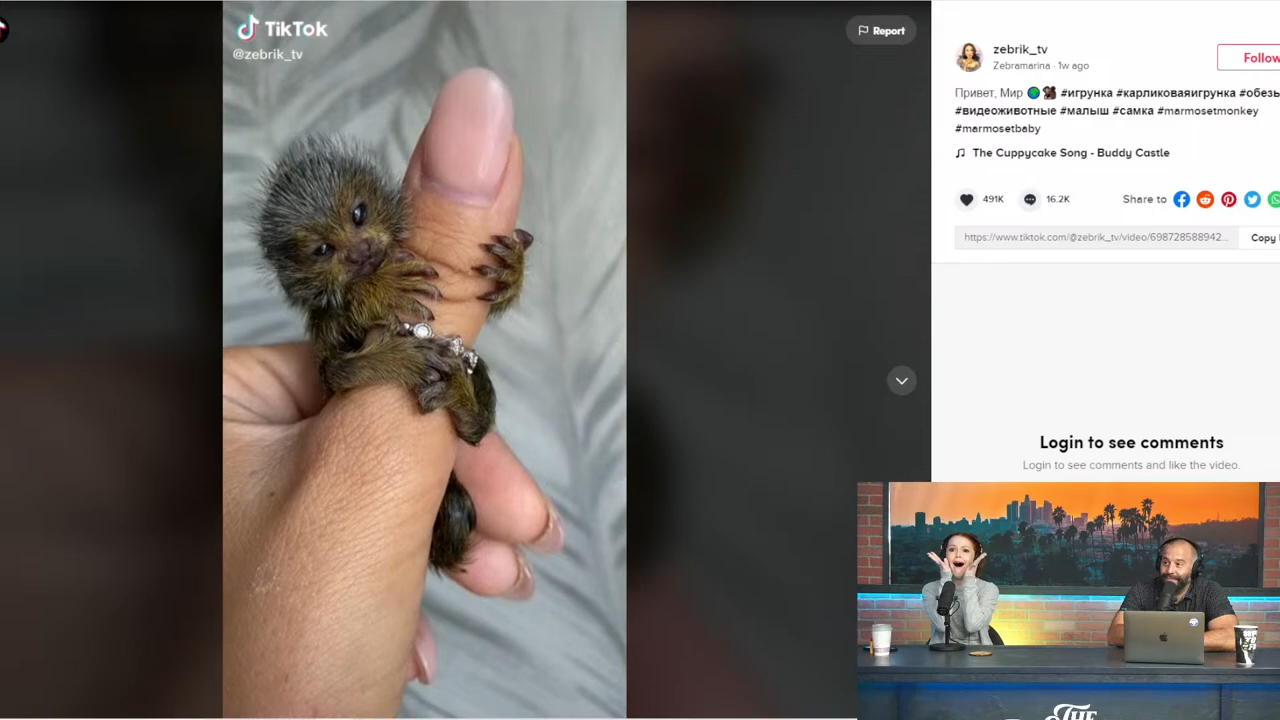 TikTok
@zebrik_tv
Report
zebrik_tv
Zebramarina · 1w ago
Follow
Привет, Мир #игрунка #карликоваяигрунка #обезь
#видеоживотные #малыш #самка #marmosetmonkey
#marmosetbaby
The Cuppycake Song - Buddy Castle
491K
16.2K
Share to
https://www.tiktok.com/@zebrik_tv/video/698728588942...
Copy
Login to see comments
Login to see comments and like the video.
THE